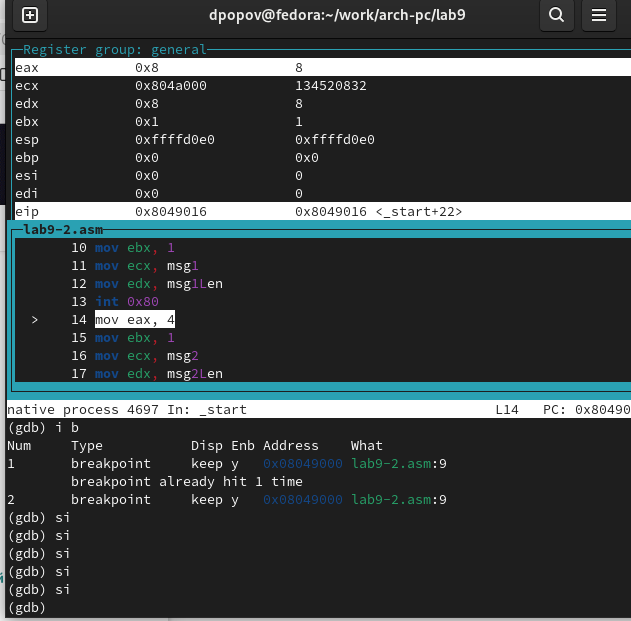 dpopov@fedora:~/work/arch-pc/lab9
Register group: general
eax 0x8 8
ecx 0x804a000 134520832
edx 0x8 8
ebx 0x1 1
esp 0xffffd0e0 0xffffd0e0
ebp 0x0 0x0
esi 0x0 0
edi 0x0 0
eip 0x8049016 0x8049016 <_start+22>
lab9-2.asm
10 mov ebx, 1
11 mov ecx, msg1
12 mov edx, msg1Len
13 int 0x80
> 14 mov eax, 4
15 mov ebx, 1
16 mov ecx, msg2
17 mov edx, msg2Len
native process 4697 In: _start L14 PC: 0x80490
(gdb) i b
Num Type Disp Enb Address What
1 breakpoint keep y 0x08049000 lab9-2.asm:9
breakpoint already hit 1 time
2 breakpoint keep y 0x08049000 lab9-2.asm:9
(gdb) si
(gdb) si
(gdb) si
(gdb) si
(gdb) si
(gdb)